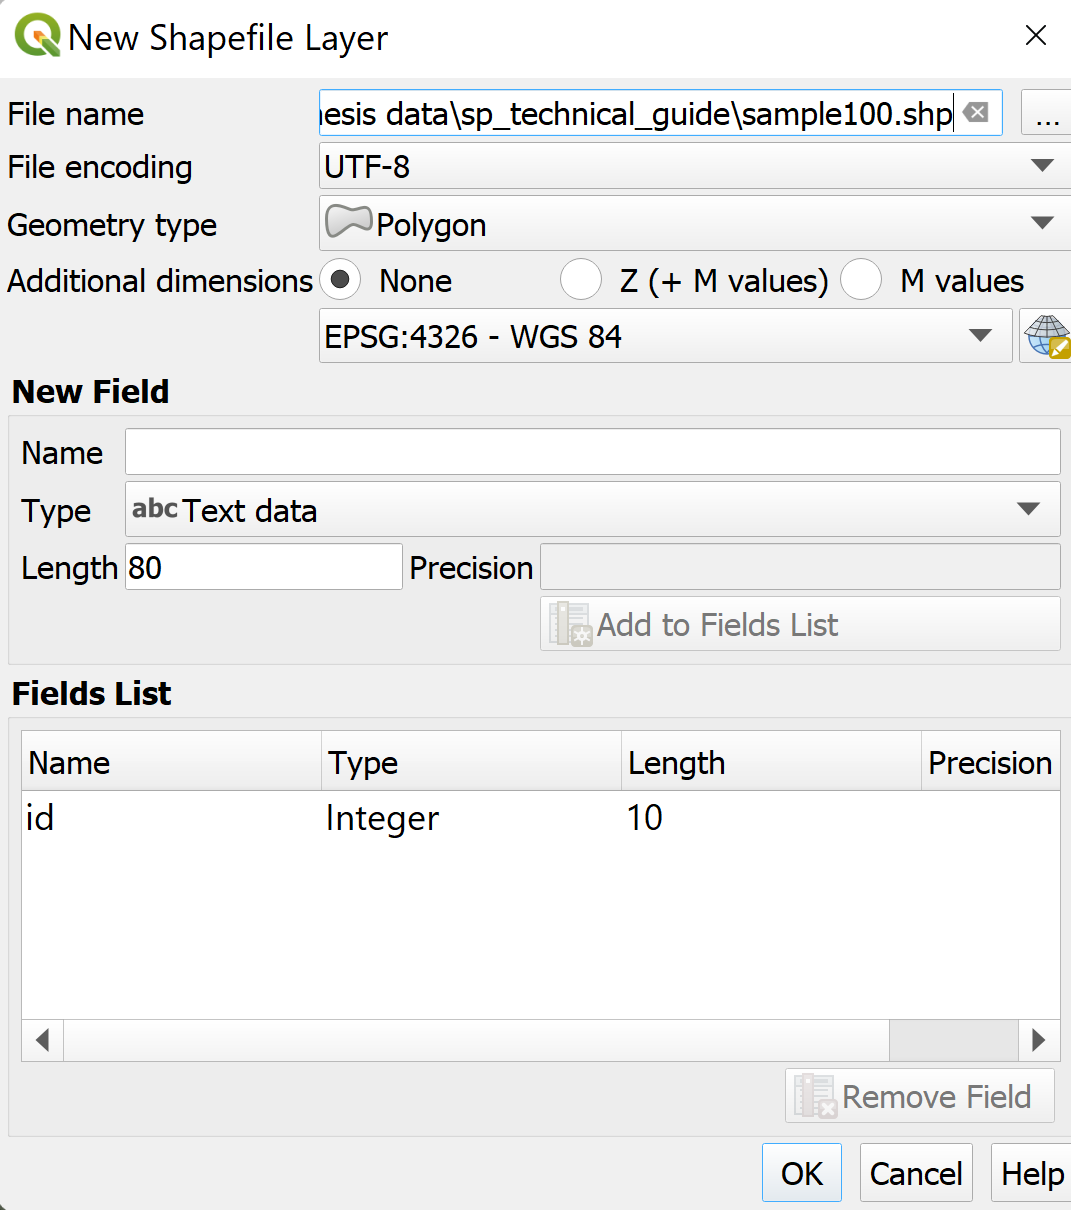 New Shapefile Layer
File name
esis data\sp_technical_guide\sample100.shp
...
File encoding
UTF-8
Geometry type
Polygon
Additional dimensions
None
Z (+ M values)
M values
EPSG:4326 - WGS 84
New Field
Name
Type
abc Text data
Length
80
Precision
Add to Fields List
Fields List
Name Type Length Precision
id Integer 10
Remove Field
OK Cancel Help